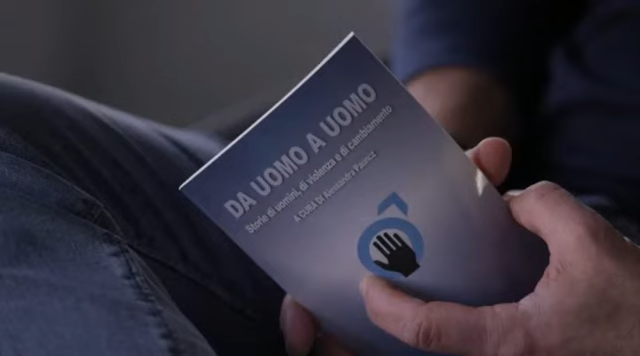 DA UOMO A UOMO
Storie di uomini, di violenza e di cambiamento
A CURA DI Alessandra Pauncz